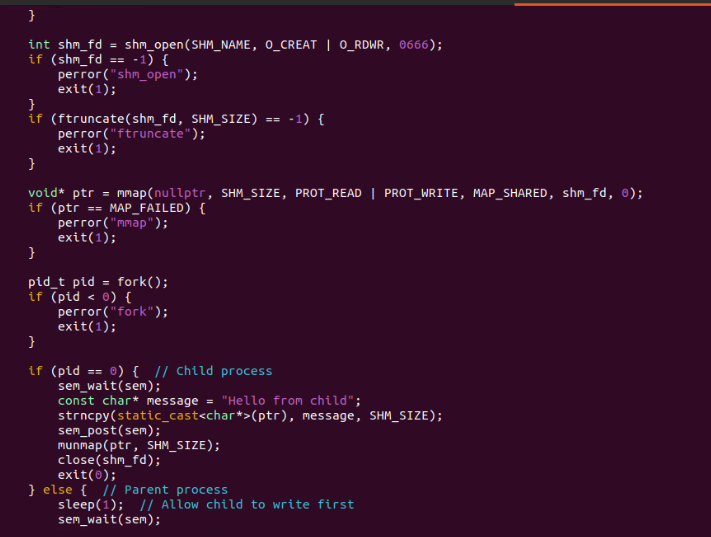 }
int shm_fd = shm_open(SHM_NAME, O_CREAT | O_RDWR, 0666);
if (shm_fd == -1) {
perror("shm_open");
exit(1);
}
if (ftruncate(shm_fd, SHM_SIZE) == -1) {
perror("ftruncate");
exit(1);
}
void* ptr = mmap(nullptr, SHM_SIZE, PROT_READ | PROT_WRITE, MAP_SHARED, shm_fd, 0);
if (ptr == MAP_FAILED) {
perror("mmap");
exit(1);
}
pid_t pid = fork();
if (pid < 0) {
perror("fork");
exit(1);
}
if (pid == 0) {  // Child process
sem_wait(sem);
const char* message = "Hello from child";
strncpy(static_cast<char*>(ptr), message, SHM_SIZE);
sem_post(sem);
munmap(ptr, SHM_SIZE);
close(shm_fd);
exit(0);
} else {  // Parent process
sleep(1);  // Allow child to write first
sem_wait(sem);